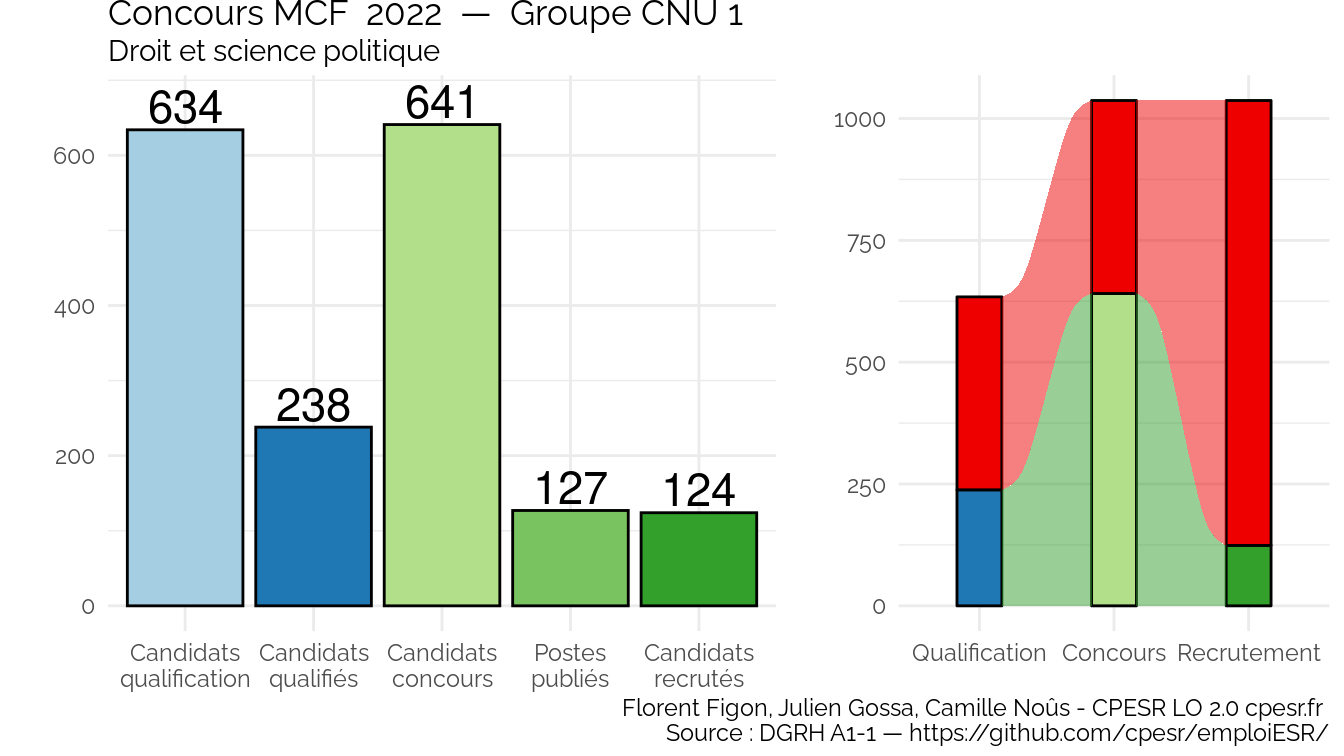 Concours MCF 2022 — Groupe CNU 1
Droit et science politique
634
238
641
127
124
600
400
200
0
Candidats qualification
Candidats qualifiés
Candidats concours
Postes publiés
Candidats recrutés
1000
750
500
250
0
Qualification
Concours
Recrutement
Florent Figon, Julien Gossa, Camille Noûs - CPESR LO 2.0 cpesr.fr
Source : DGRH A1-1 — https://github.com/cpesr/emploiESR/